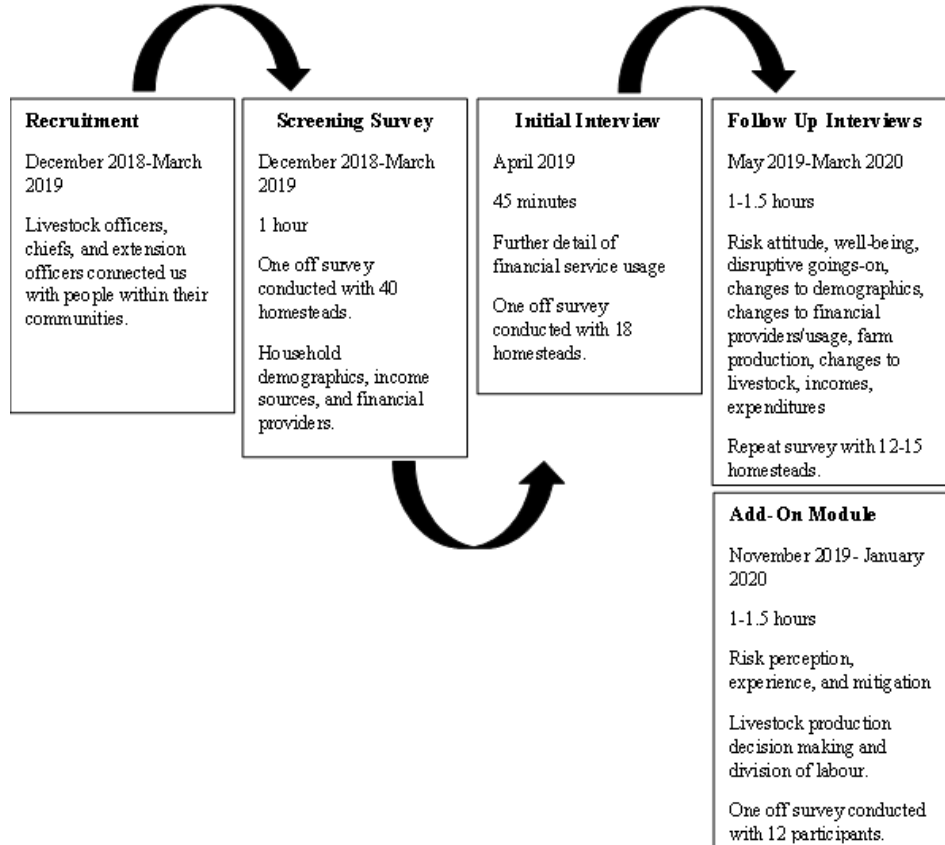 Recruitment
December 2018-March
2019
Livestock officers,
chiefs, and extension
officers connected us
with people within their
communities.
Screening Survey
December 2018-March
2019
1 hour
One off survey
conducted with 40
homesteads.
Household
demographics, income
sources, and financial
providers.
Initial Interview
April 2019
45 minutes
Further detail of
financial service usage
One off survey
conducted with 18
homesteads.
Follow Up Interviews
May 2019-March 2020
1-1.5 hours
Risk attitude, well-being,
disruptive goings-on,
changes to demographics,
changes to financial
providers/usage, farm
production, changes to
livestock, incomes,
expenditures
Repeat survey with 12-15
homesteads.
Add-On Module
November 2019- January
2020
1-1.5 hours
Risk perception,
experience, and mitigation
Livestock production
decision making and
division of labour.
One off survey conducted
with 12 participants.